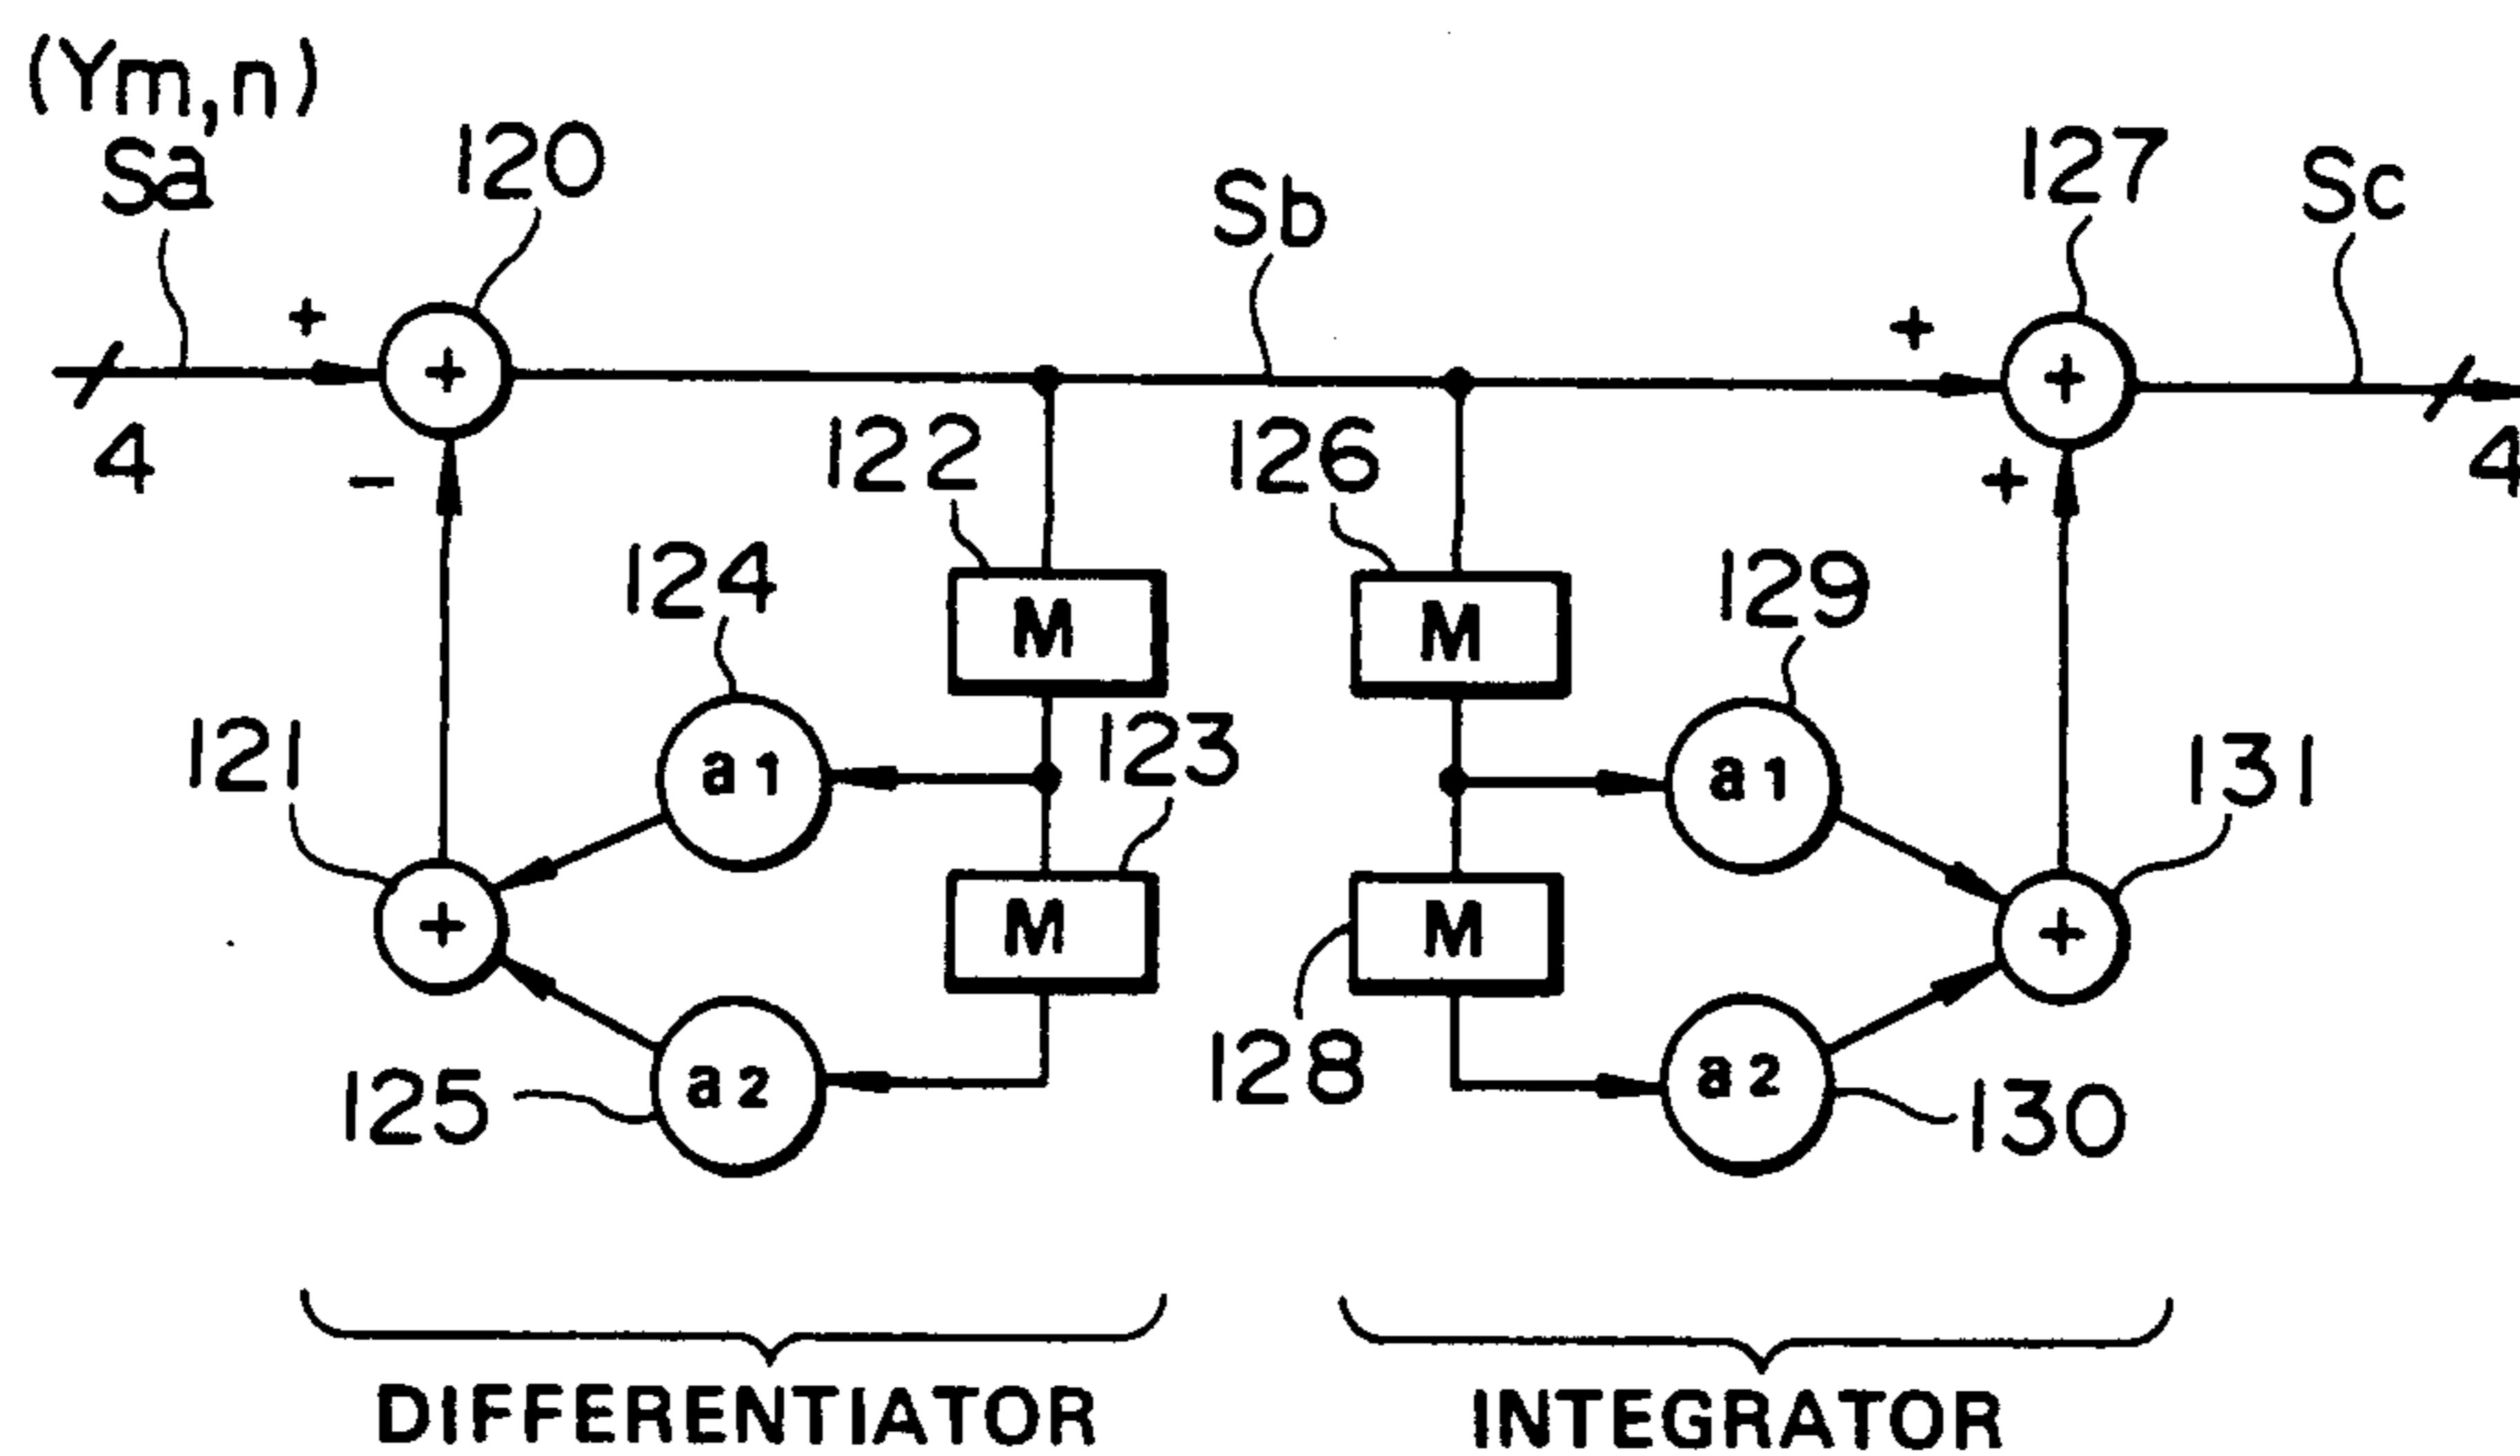 (Ym,n)
Sa
120
Sb
127
Sc
+
+
+
+
4
-
122
126
+
4
124
129
M
M
121
a1
123
a1
131
+
M
M
+
125
a2
128
a2
130
DIFFERENTIATOR
INTEGRATOR